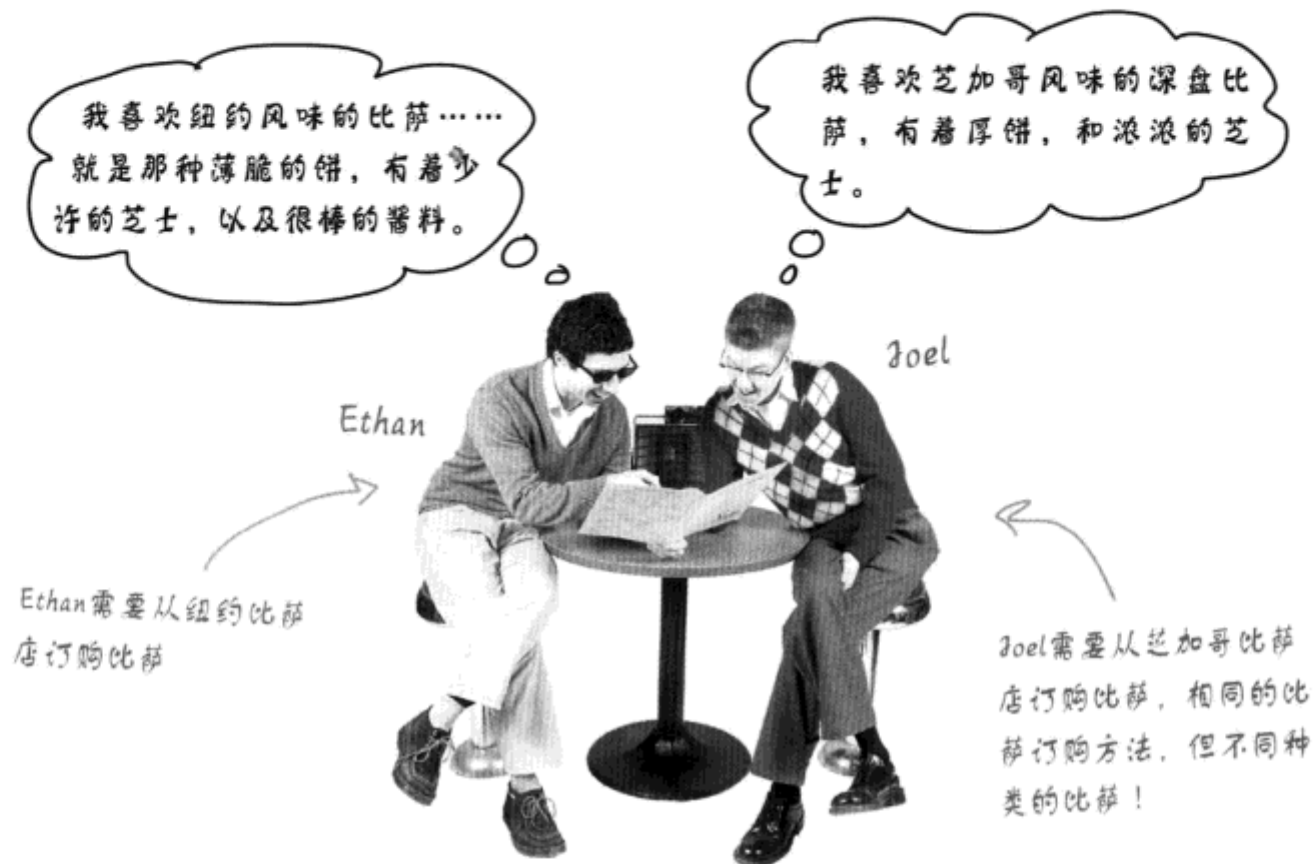 我喜欢纽约风味的比萨……
就是那种薄脆的饼，有着少
许的芝士，以及很棒的酱料。
我喜欢芝加哥风味的深盘比
萨，有着厚饼，和浓浓的芝
士。
Ethan
Joel
Ethan需要从纽约比萨
店订购比萨
Joel需要从芝加哥比萨
店订购比萨，相同的比
萨订购方法，但不同种
类的比萨！